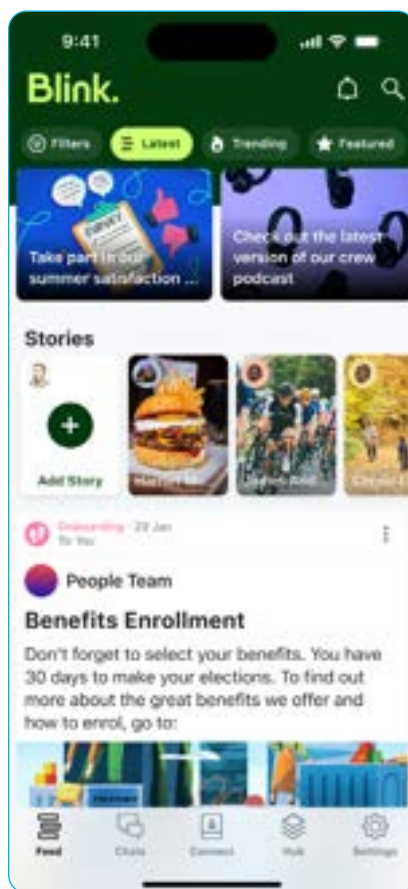 9:41
Blink.
Filters
Latest
Trending
Featured
SURVEY
Take part in our
summer satisfaction ...
Check out the latest
version of our crew
podcast
Stories
Add Story
Onboarding · 29 Jan
To You
People Team
Benefits Enrollment
Don't forget to select your benefits. You have
30 days to make your elections. To find out
more about the great benefits we offer and
how to enrol, go to:
Feed
Chats
Connect
Hub
Settings